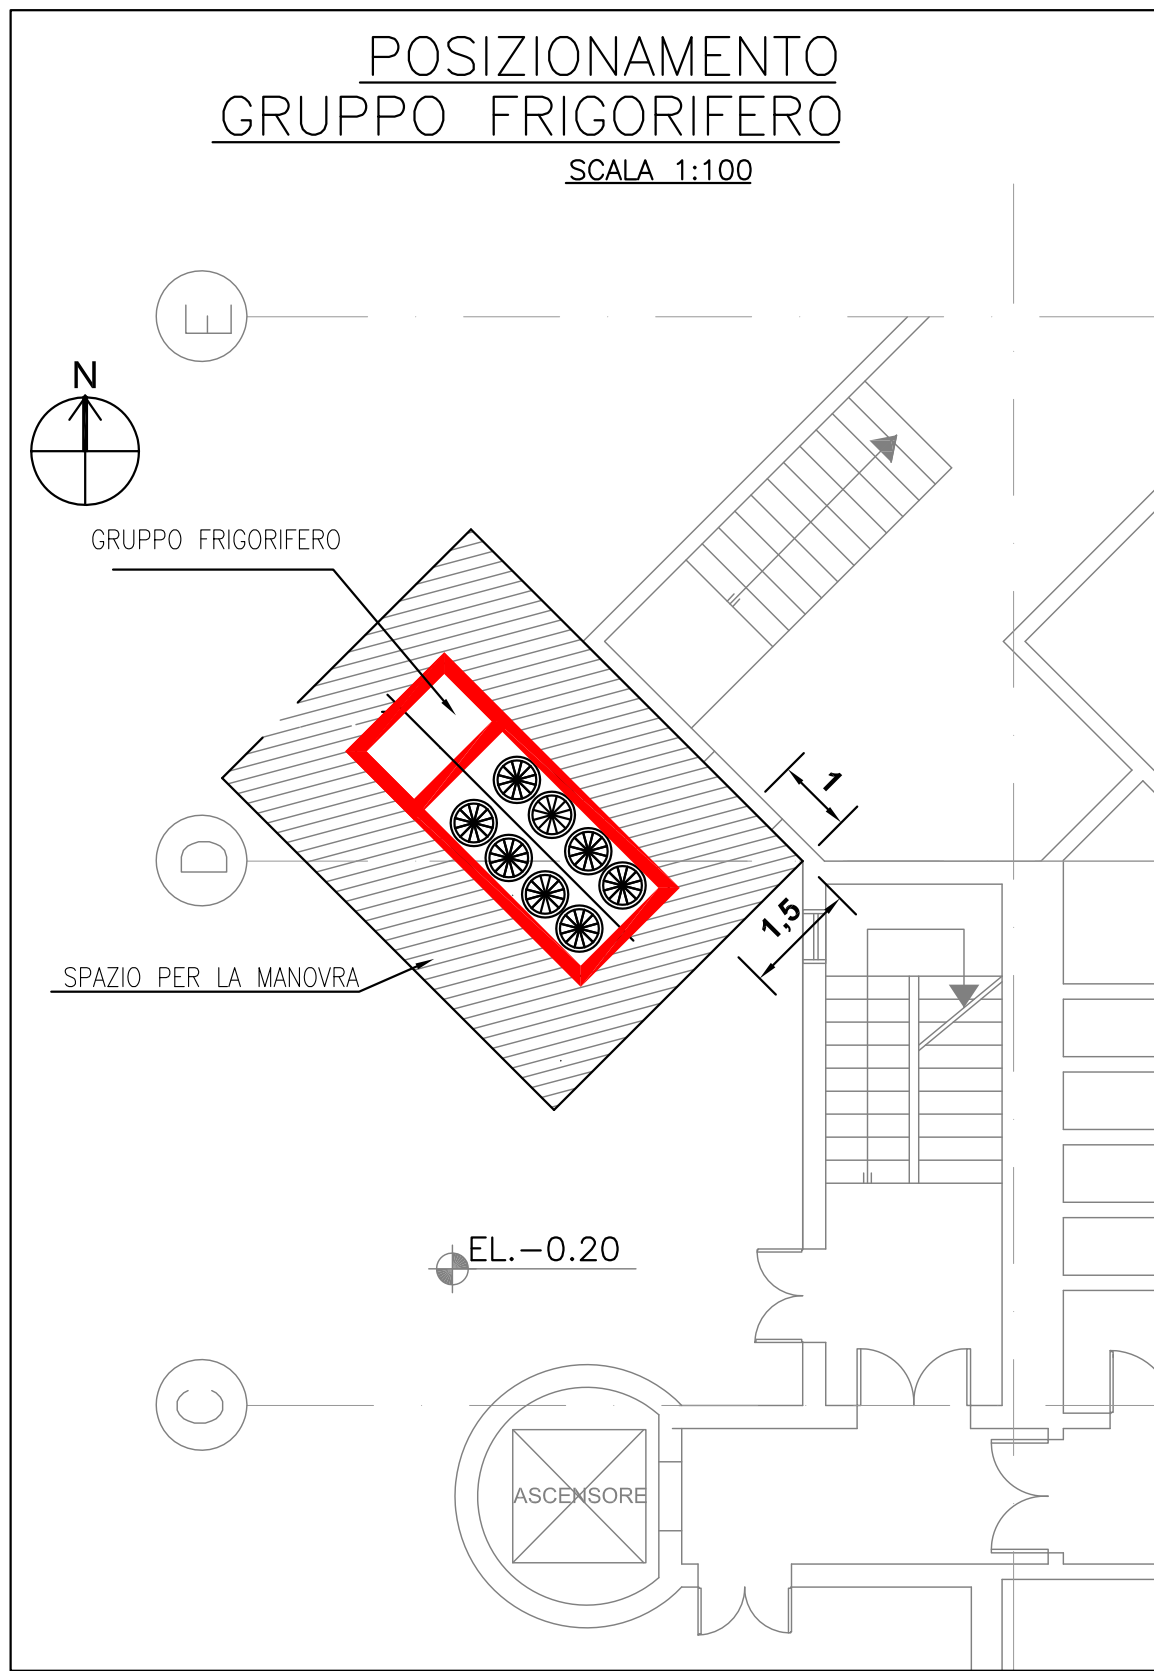 POSIZIONAMENTO
GRUPPO FRIGORIFERO
SCALA 1:100
E
N
GRUPPO FRIGORIFERO
1
D
1,5
SPAZIO PER LA MANOVRA
EL.-0.20
C
ASCENSORE